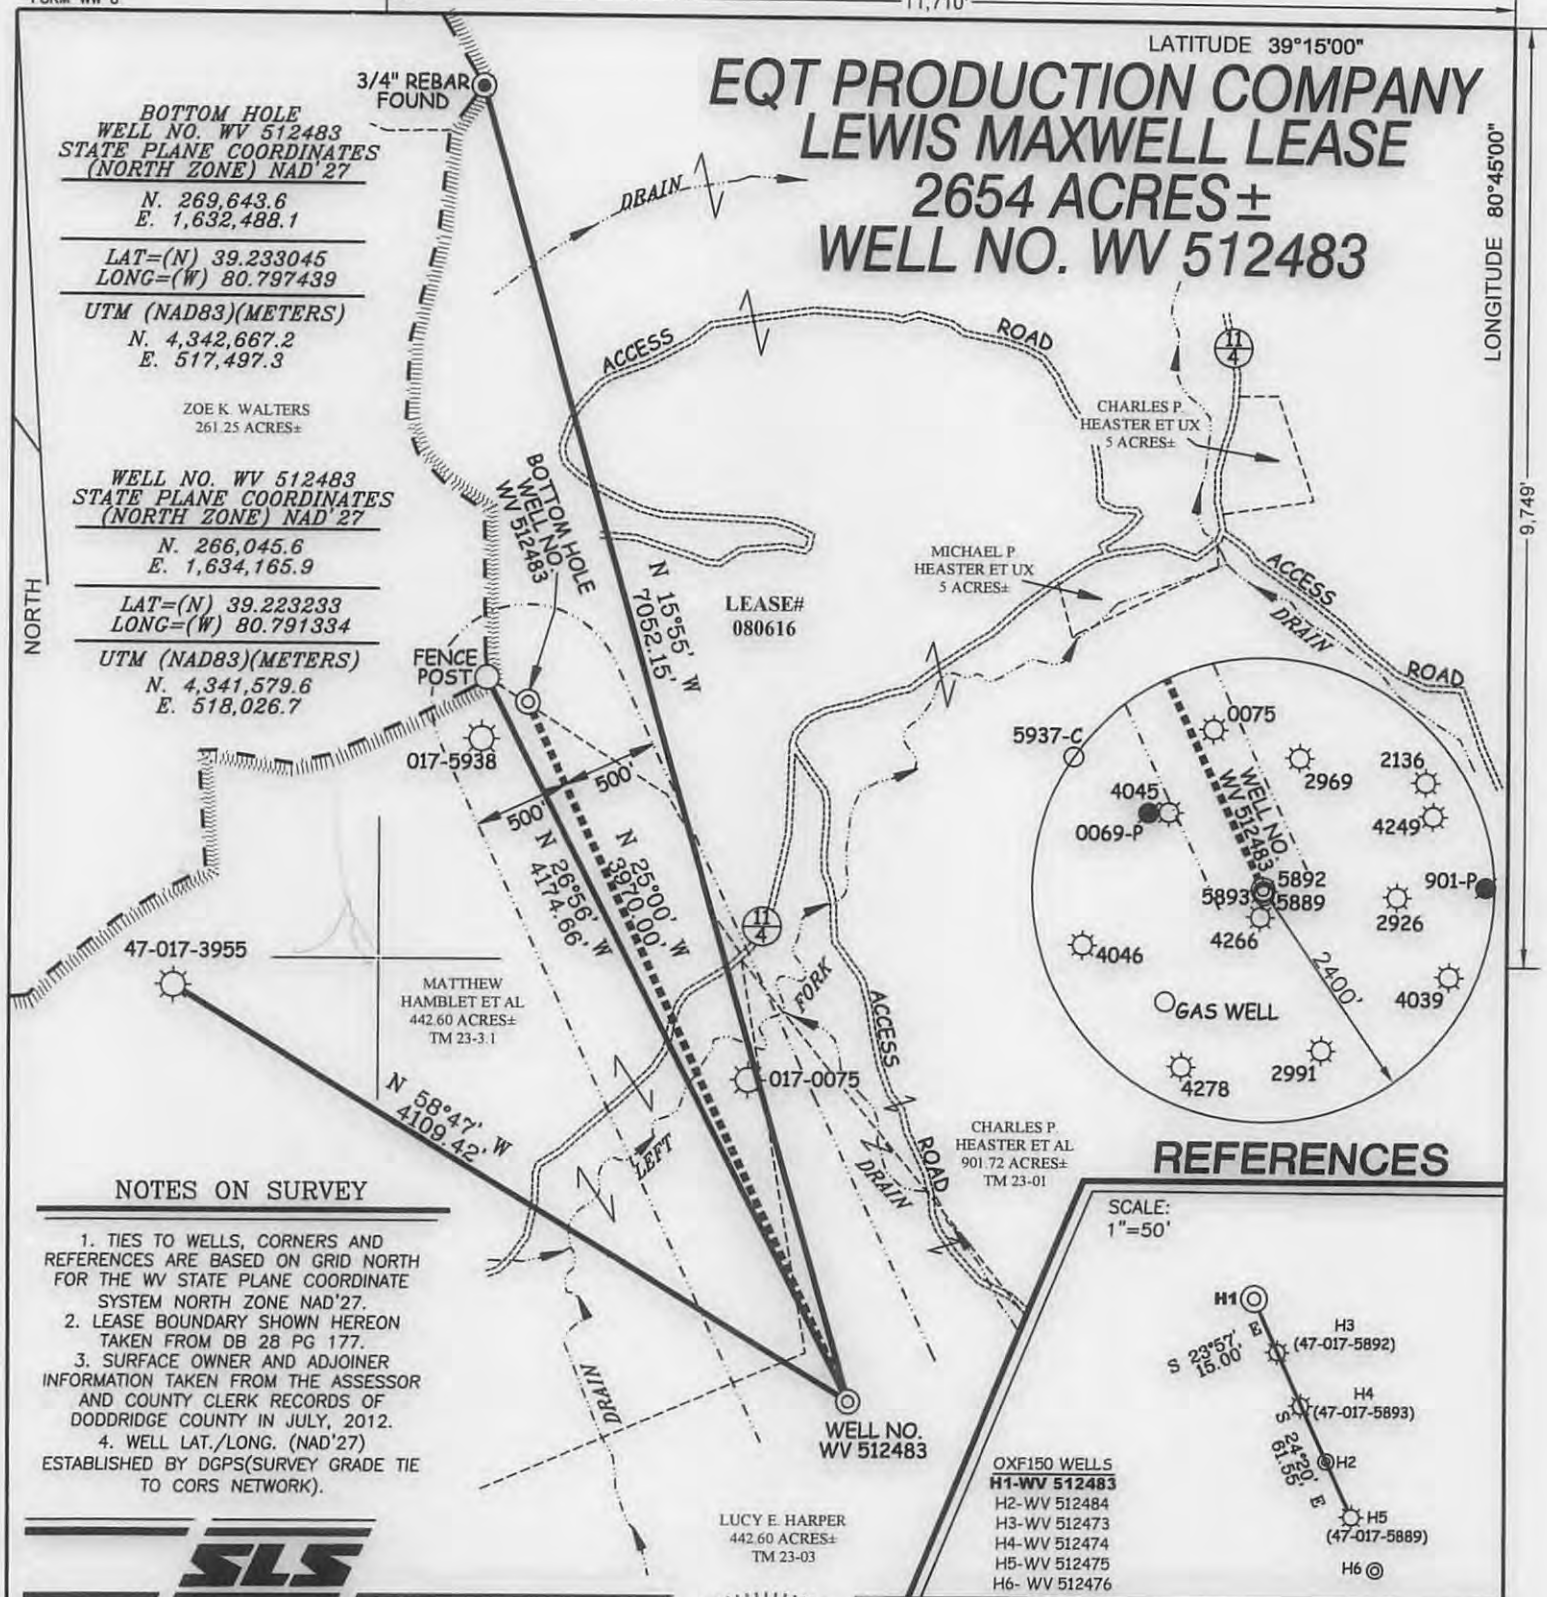 11,710'
LATITUDE 39°15'00"
EQT PRODUCTION COMPANY
LEWIS MAXWELL LEASE
2654 ACRES±
WELL NO. WV 512483
LONGITUDE 80°45'00"
9,749'
3/4" REBAR
FOUND
BOTTOM HOLE
WELL NO. WV 512483
STATE PLANE COORDINATES
(NORTH ZONE) NAD'27
N. 269,643.6
E. 1,632,488.1
LAT=(N) 39.233045
LONG=(W) 80.797439
UTM (NAD83)(METERS)
N. 4,342,667.2
E. 517,497.3
ZOE K. WALTERS
261.25 ACRES±
WELL NO. WV 512483
STATE PLANE COORDINATES
(NORTH ZONE) NAD'27
N. 266,045.6
E. 1,634,165.9
LAT=(N) 39.223233
LONG=(W) 80.791334
UTM (NAD83)(METERS)
N. 4,341,579.6
E. 518,026.7
NORTH
DRAIN
ACCESS
ROAD
11
4
CHARLES P.
HEASTER ET UX
5 ACRES±
BOTTOM HOLE
WELL NO.
WV 512483
N 15°55' W
7052.15'
LEASE#
080616
MICHAEL P.
HEASTER ET UX
5 ACRES±
ACCESS
DRAIN
ROAD
FENCE
POST
017-5938
500'
500'
N 25°00' W
3970.00'
N 26°56' W
4174.66'
47-017-3955
MATTHEW
HAMBLET ET AL
442.60 ACRES±
TM 23-3.1
11
4
FORK
ACCESS
017-0075
N 58°47' W
4109.42'
LEFT
DRAIN
ROAD
CHARLES P.
HEASTER ET AL
901.72 ACRES±
TM 23-01
5937-C
0075
2969
2136
4045
0069-P
4249
WELL NO.
WV 512483
5892
5893
5889
901-P
2926
4266
4046
2400'
4039
GAS WELL
4278
2991
REFERENCES
NOTES ON SURVEY
1. TIES TO WELLS, CORNERS AND
REFERENCES ARE BASED ON GRID NORTH
FOR THE WV STATE PLANE COORDINATE
SYSTEM NORTH ZONE NAD'27.
2. LEASE BOUNDARY SHOWN HEREON
TAKEN FROM DB 28 PG 177.
3. SURFACE OWNER AND ADJOINER
INFORMATION TAKEN FROM THE ASSESSOR
AND COUNTY CLERK RECORDS OF
DODDRIDGE COUNTY IN JULY, 2012.
4. WELL LAT./LONG. (NAD'27)
ESTABLISHED BY DGPS(SURVEY GRADE TIE
TO CORS NETWORK).
SLS
DRAIN
WELL NO.
WV 512483
LUCY E. HARPER
442.60 ACRES±
TM 23-03
SCALE:
1"=50'
H1
S 23°57' E
15.00'
H3
(47-017-5892)
H4
(47-017-5893)
S 24°20' E
61.55'
H2
H5
(47-017-5889)
H6
OXF150 WELLS
H1-WV 512483
H2-WV 512484
H3-WV 512473
H4-WV 512474
H5-WV 512475
H6- WV 512476